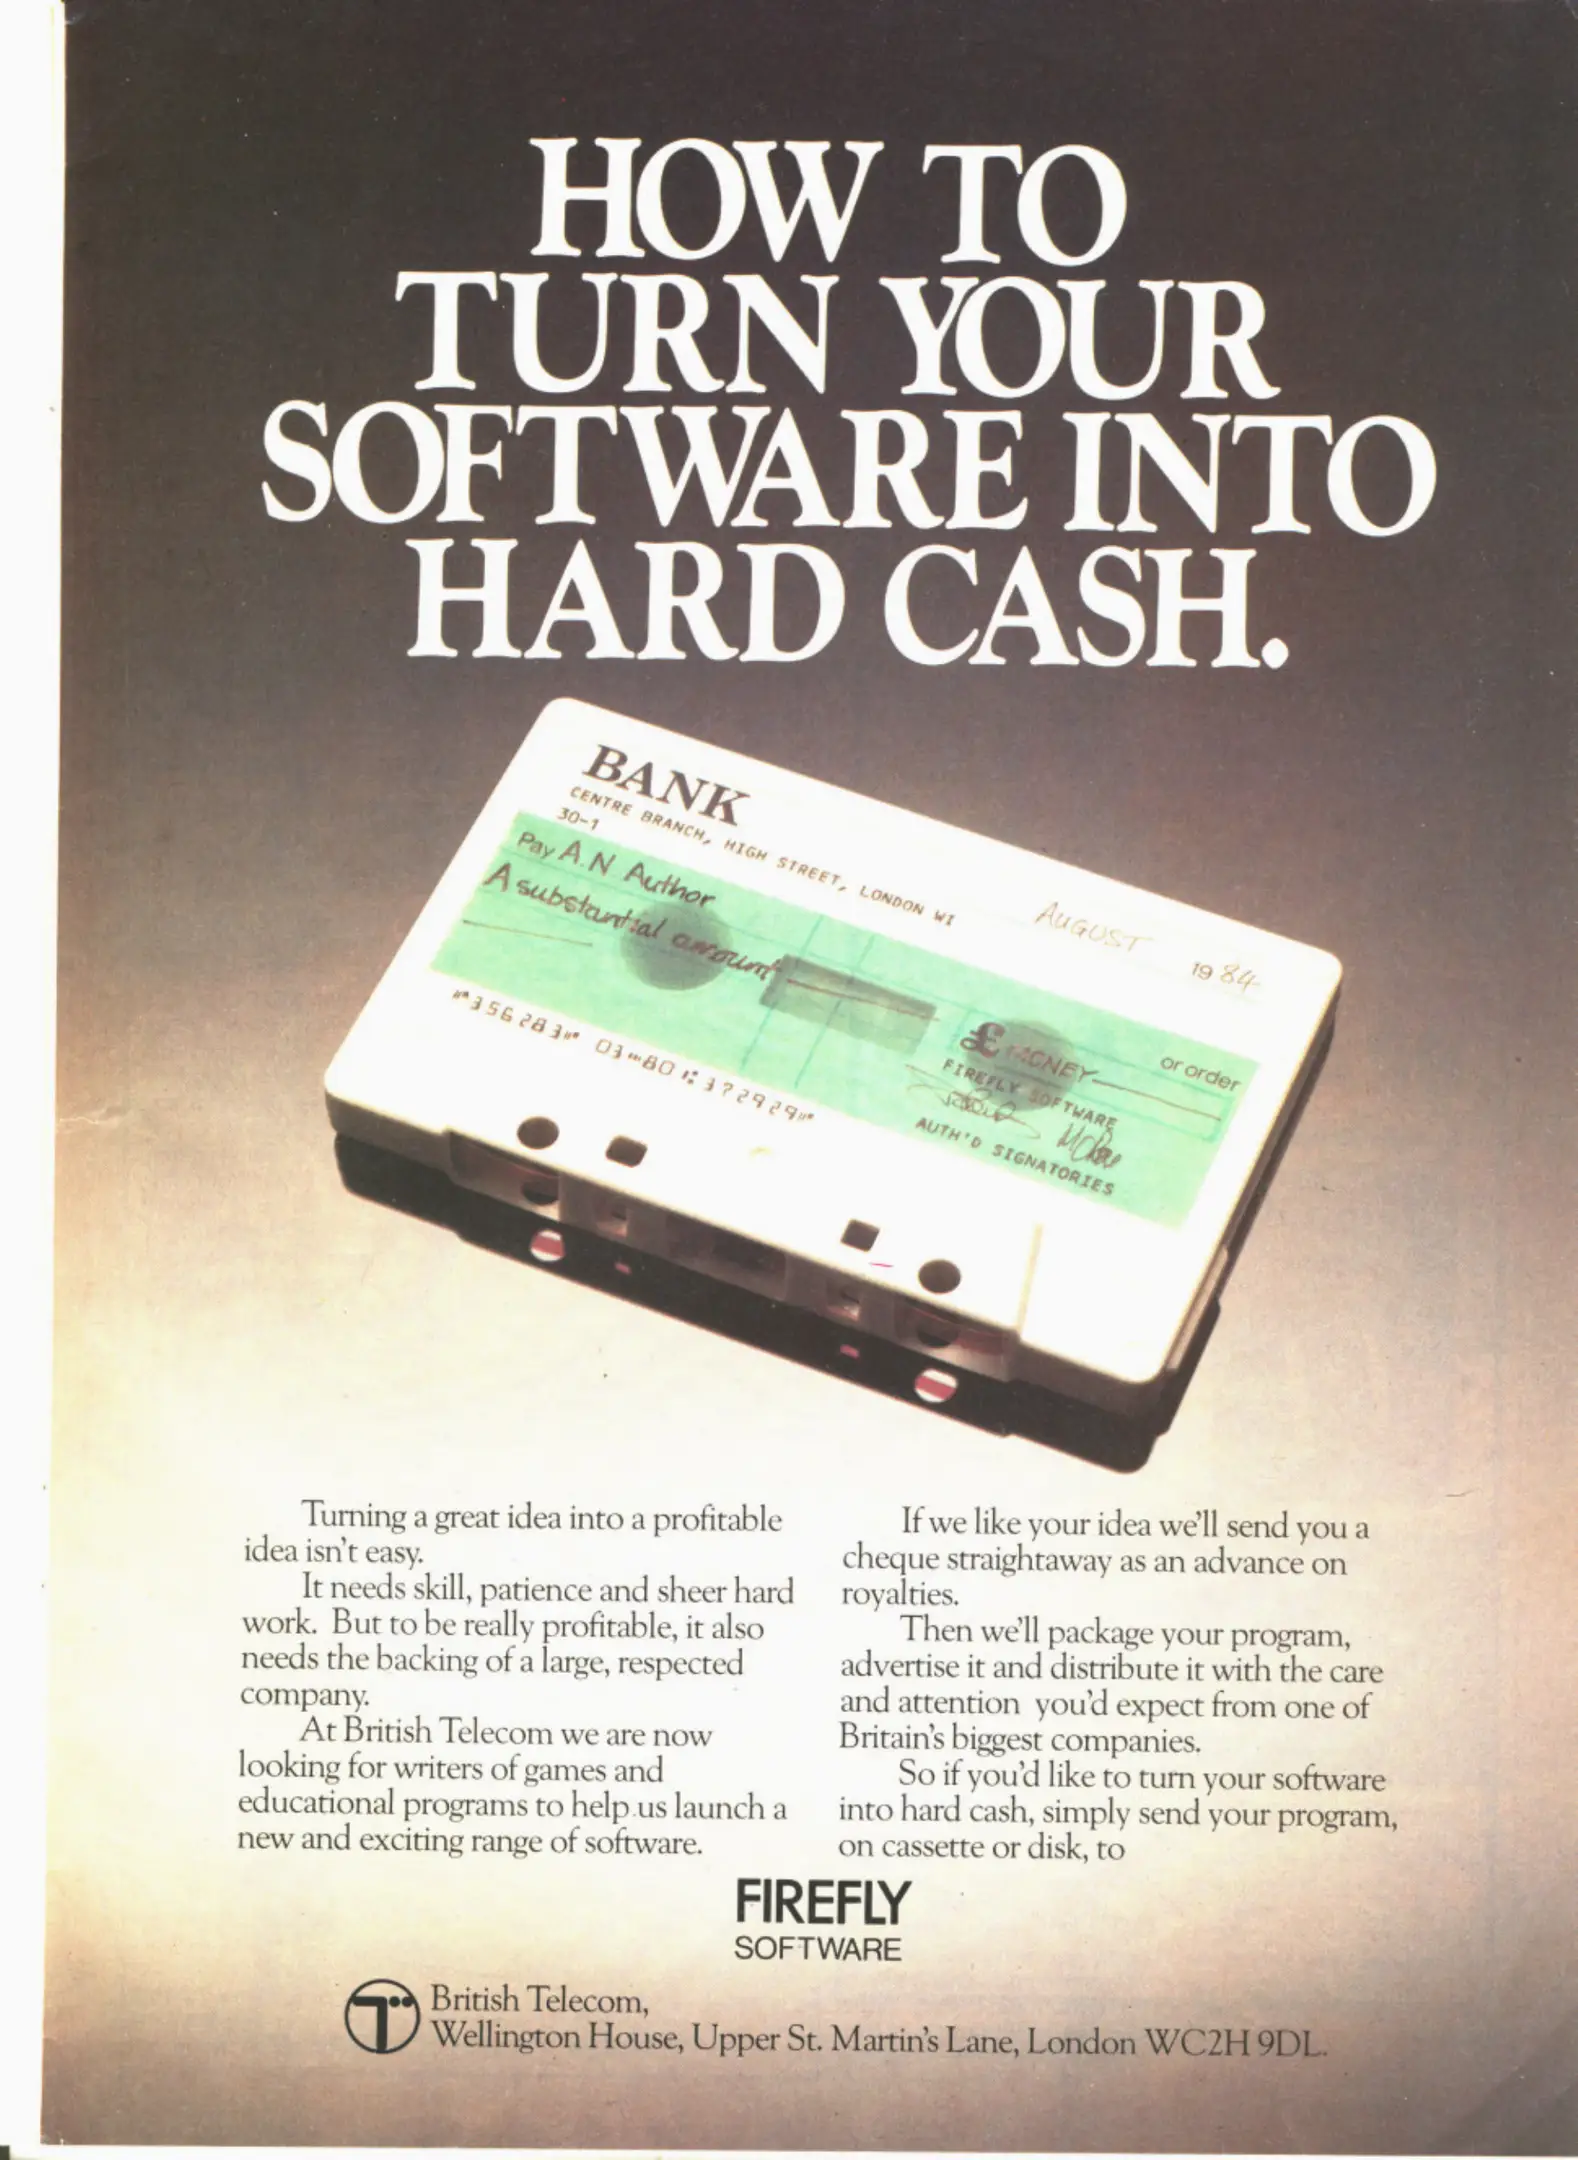 HOW TO
TURN YOUR
SOFTWARE INTO
HARD CASH.
BANK
CENTRE BRANCH, HIGH STREET, LONDON W1
30-1
AUGUST 1984
Pay A.N Author or order
A substantial amount
£ MONEY
FIREFLY SOFTWARE
AUTH'D SIGNATORIES
"356283" 03"'80 372929"
Turning a great idea into a profitable
idea isn't easy.
It needs skill, patience and sheer hard
work. But to be really profitable, it also
needs the backing of a large, respected
company.
At British Telecom we are now
looking for writers of games and
educational programs to help us launch a
new and exciting range of software.
If we like your idea we'll send you a
cheque straightaway as an advance on
royalties.
Then we'll package your program,
advertise it and distribute it with the care
and attention you'd expect from one of
Britain's biggest companies.
So if you'd like to turn your software
into hard cash, simply send your program,
on cassette or disk, to
FIREFLY
SOFTWARE
British Telecom,
Wellington House, Upper St. Martin's Lane, London WC2H 9DL.